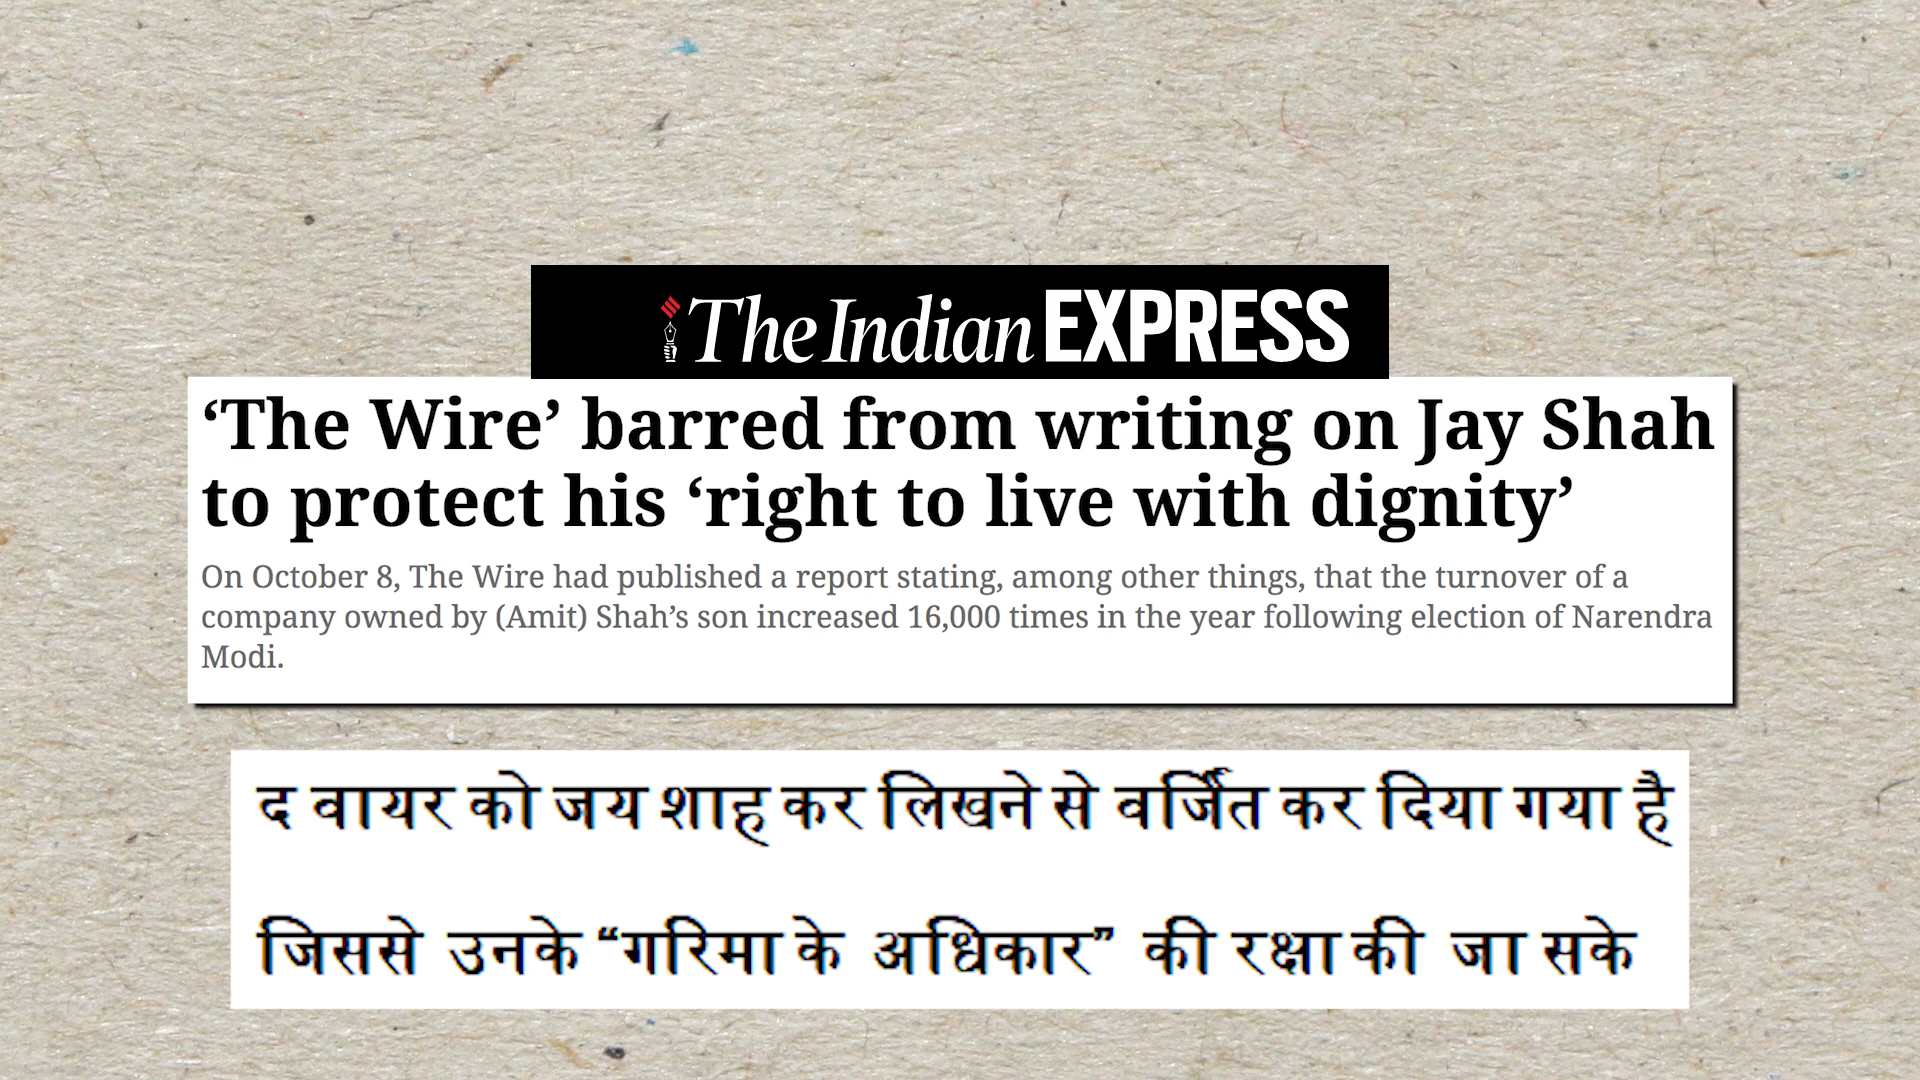 The Indian EXPRESS
‘The Wire’ barred from writing on Jay Shah
to protect his ‘right to live with dignity’
On October 8, The Wire had published a report stating, among other things, that the turnover of a
company owned by (Amit) Shah’s son increased 16,000 times in the year following election of Narendra
Modi.
द वायर को जय शाह कर लिखने से वर्जित कर दिया गया है
जिससे उनके “गरिमा के अधिकार” की रक्षा की जा सके